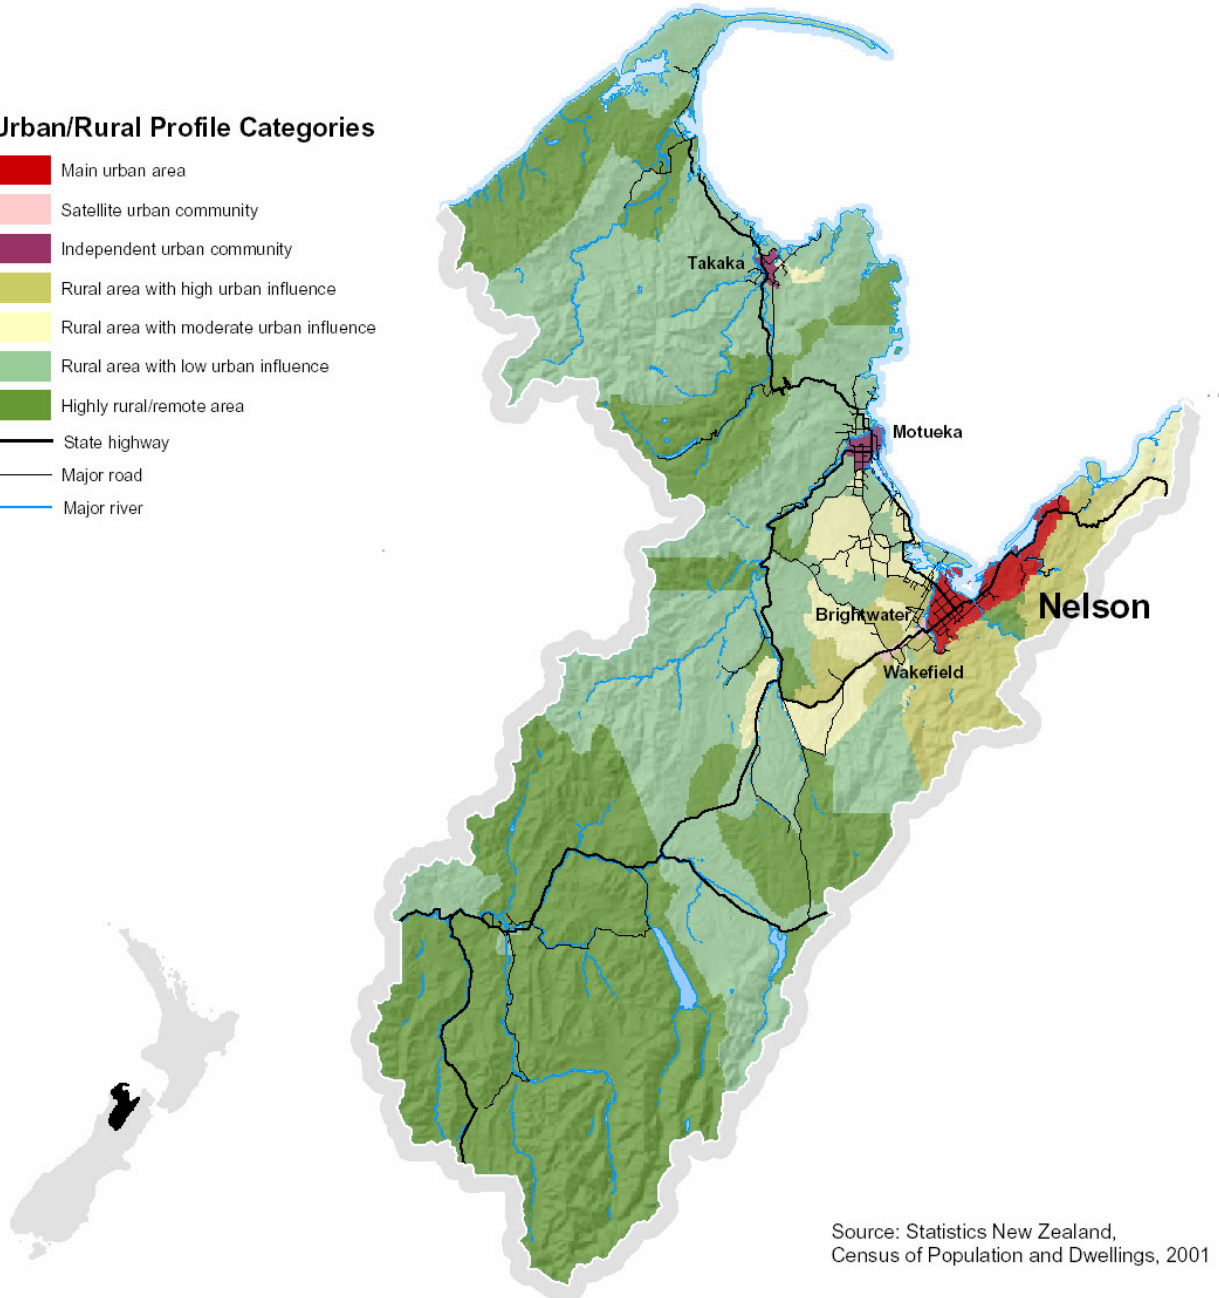 Urban/Rural Profile Categories
Main urban area
Satellite urban community
Independent urban community
Rural area with high urban influence
Rural area with moderate urban influence
Rural area with low urban influence
Highly rural/remote area
State highway
Major road
Major river
Takaka
Motueka
Nelson
Brightwater
Wakefield
Source: Statistics New Zealand,
Census of Population and Dwellings, 2001